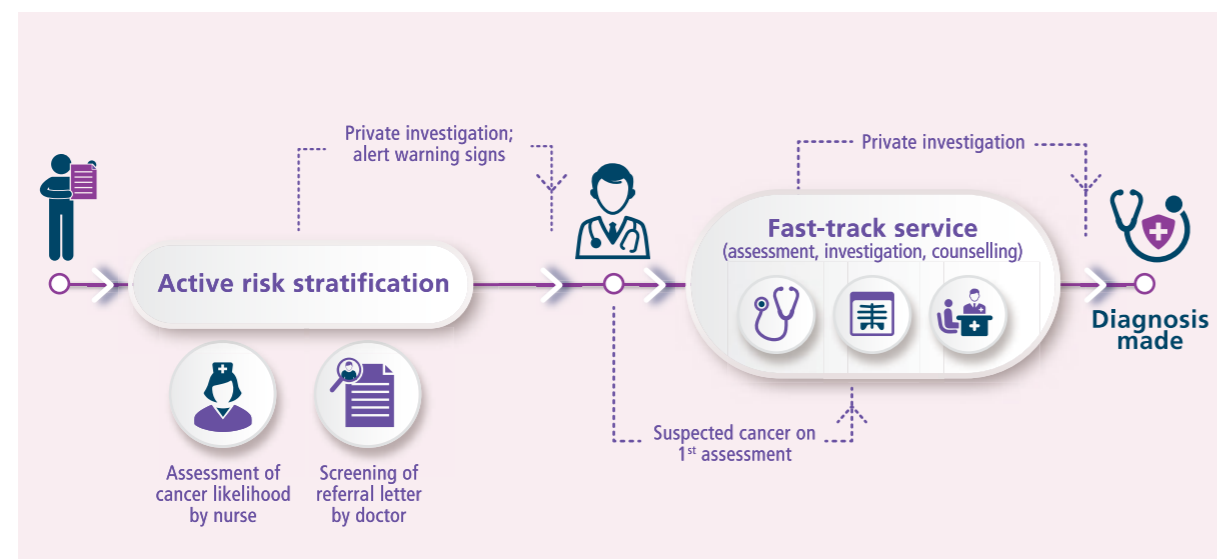 Private investigation;
alert warning signs
Private investigation
Active risk stratification
Fast-track service
(assessment, investigation, counselling)
Diagnosis
made
Suspected cancer on
1st assessment
Assessment of
cancer likelihood
by nurse
Screening of
referral letter
by doctor